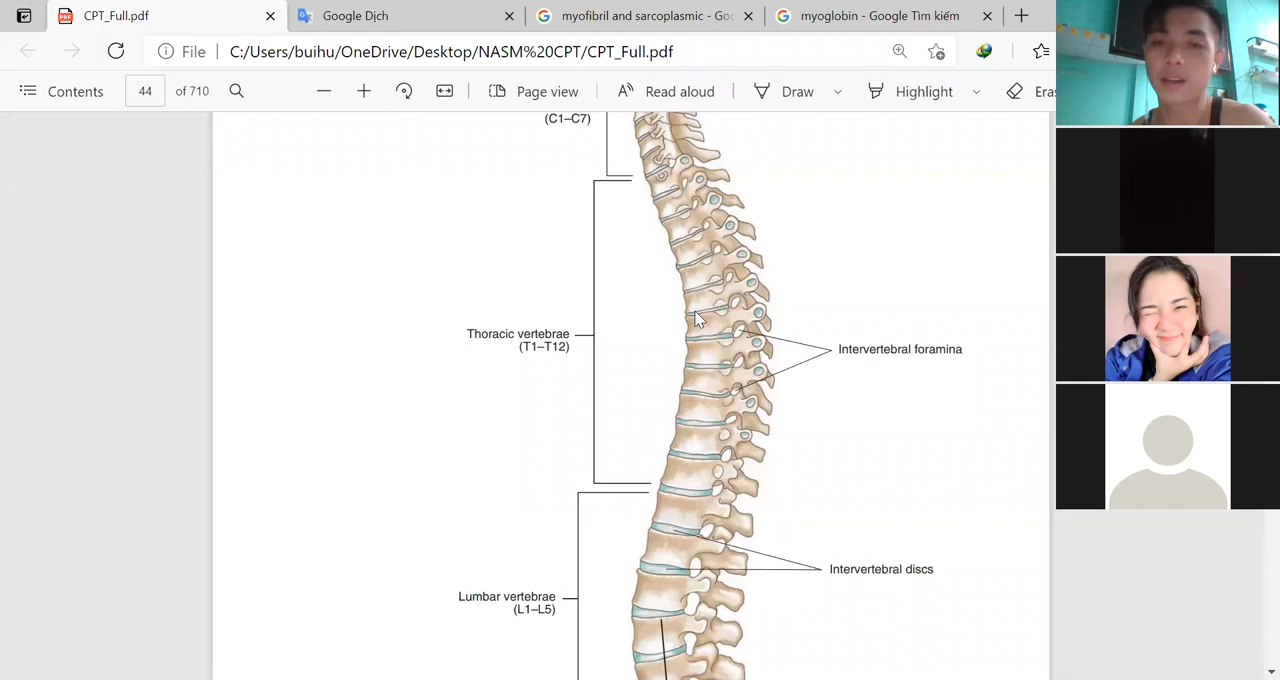 CPT_Full.pdf
Google Dịch
myofibril and sarcoplasmic - Go
myoglobin - Google Tìm kiếm
File
C:/Users/buihu/OneDrive/Desktop/NASM%20CPT/CPT_Full.pdf
Contents
44
of 710
Page view
Read aloud
Draw
Highlight
Eras
(C1–C7)
Thoracic vertebrae
(T1–T12)
Intervertebral foramina
Intervertebral discs
Lumbar vertebrae
(L1–L5)